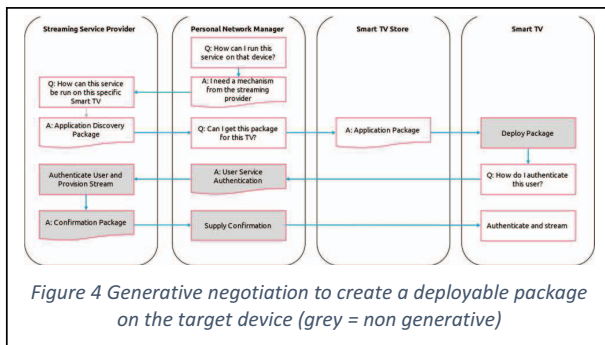 Streaming Service Provider
Personal Network Manager
Smart TV Store
Smart TV
Q: How can I run this
service on that device?
Q: How can this service
be run on this specific
Smart TV
A: I need a mechanism
from the streaming
provider
A: Application Discovery
Package
Q: Can I get this package
for this TV?
A: Application Package
Deploy Package
Authenticate User and
Provision Stream
A: User Service
Authentication
Q: How do I authenticate
this user?
A: Confirmation Package
Supply Confirmation
Authenticate and stream
Figure 4 Generative negotiation to create a deployable package
on the target device (grey = non generative)